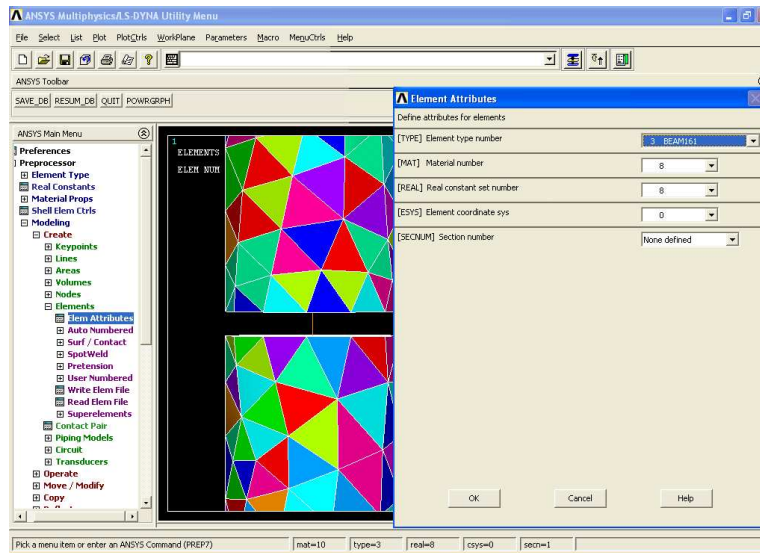 ANSYS Multiphysics/LS-DYNA Utility Menu
File Select List Plot PlotCtrls WorkPlane Parameters Macro MenuCtrls Help
ANSYS Toolbar
SAVE_DB RESUM_DB QUIT POWRGRPH
ANSYS Main Menu
Preferences
Preprocessor
Element Type
Real Constants
Material Props
Shell Elem Ctrls
Modeling
Create
Keypoints
Lines
Areas
Volumes
Nodes
Elements
Elem Attributes
Auto Numbered
Surf / Contact
SpotWeld
Pretension
User Numbered
Write Elem File
Read Elem File
Superelements
Contact Pair
Piping Models
Circuit
Transducers
Operate
Move / Modify
Copy
1
ELEMENTS
ELEM NUM
Element Attributes
Define attributes for elements
[TYPE] Element type number 3 BEAM161
[MAT] Material number 8
[REAL] Real constant set number 8
[ESYS] Element coordinate sys 0
[SECNUM] Section number None defined
OK Cancel Help
Pick a menu item or enter an ANSYS Command (PREP7) mat=10 type=3 real=8 csys=0 secn=1